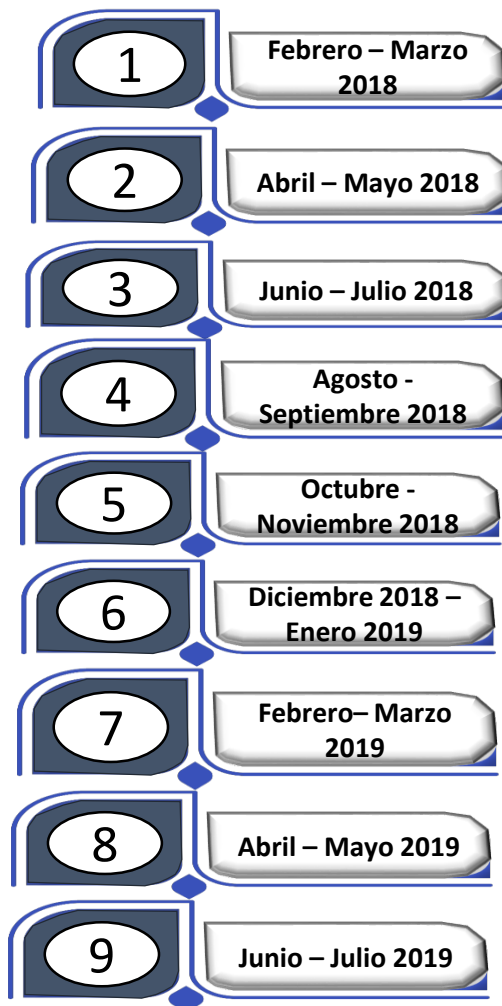 1
Febrero – Marzo
2018
2
Abril – Mayo 2018
3
Junio – Julio 2018
4
Agosto -
Septiembre 2018
5
Octubre -
Noviembre 2018
6
Diciembre 2018 –
Enero 2019
7
Febrero– Marzo
2019
8
Abril – Mayo 2019
9
Junio – Julio 2019